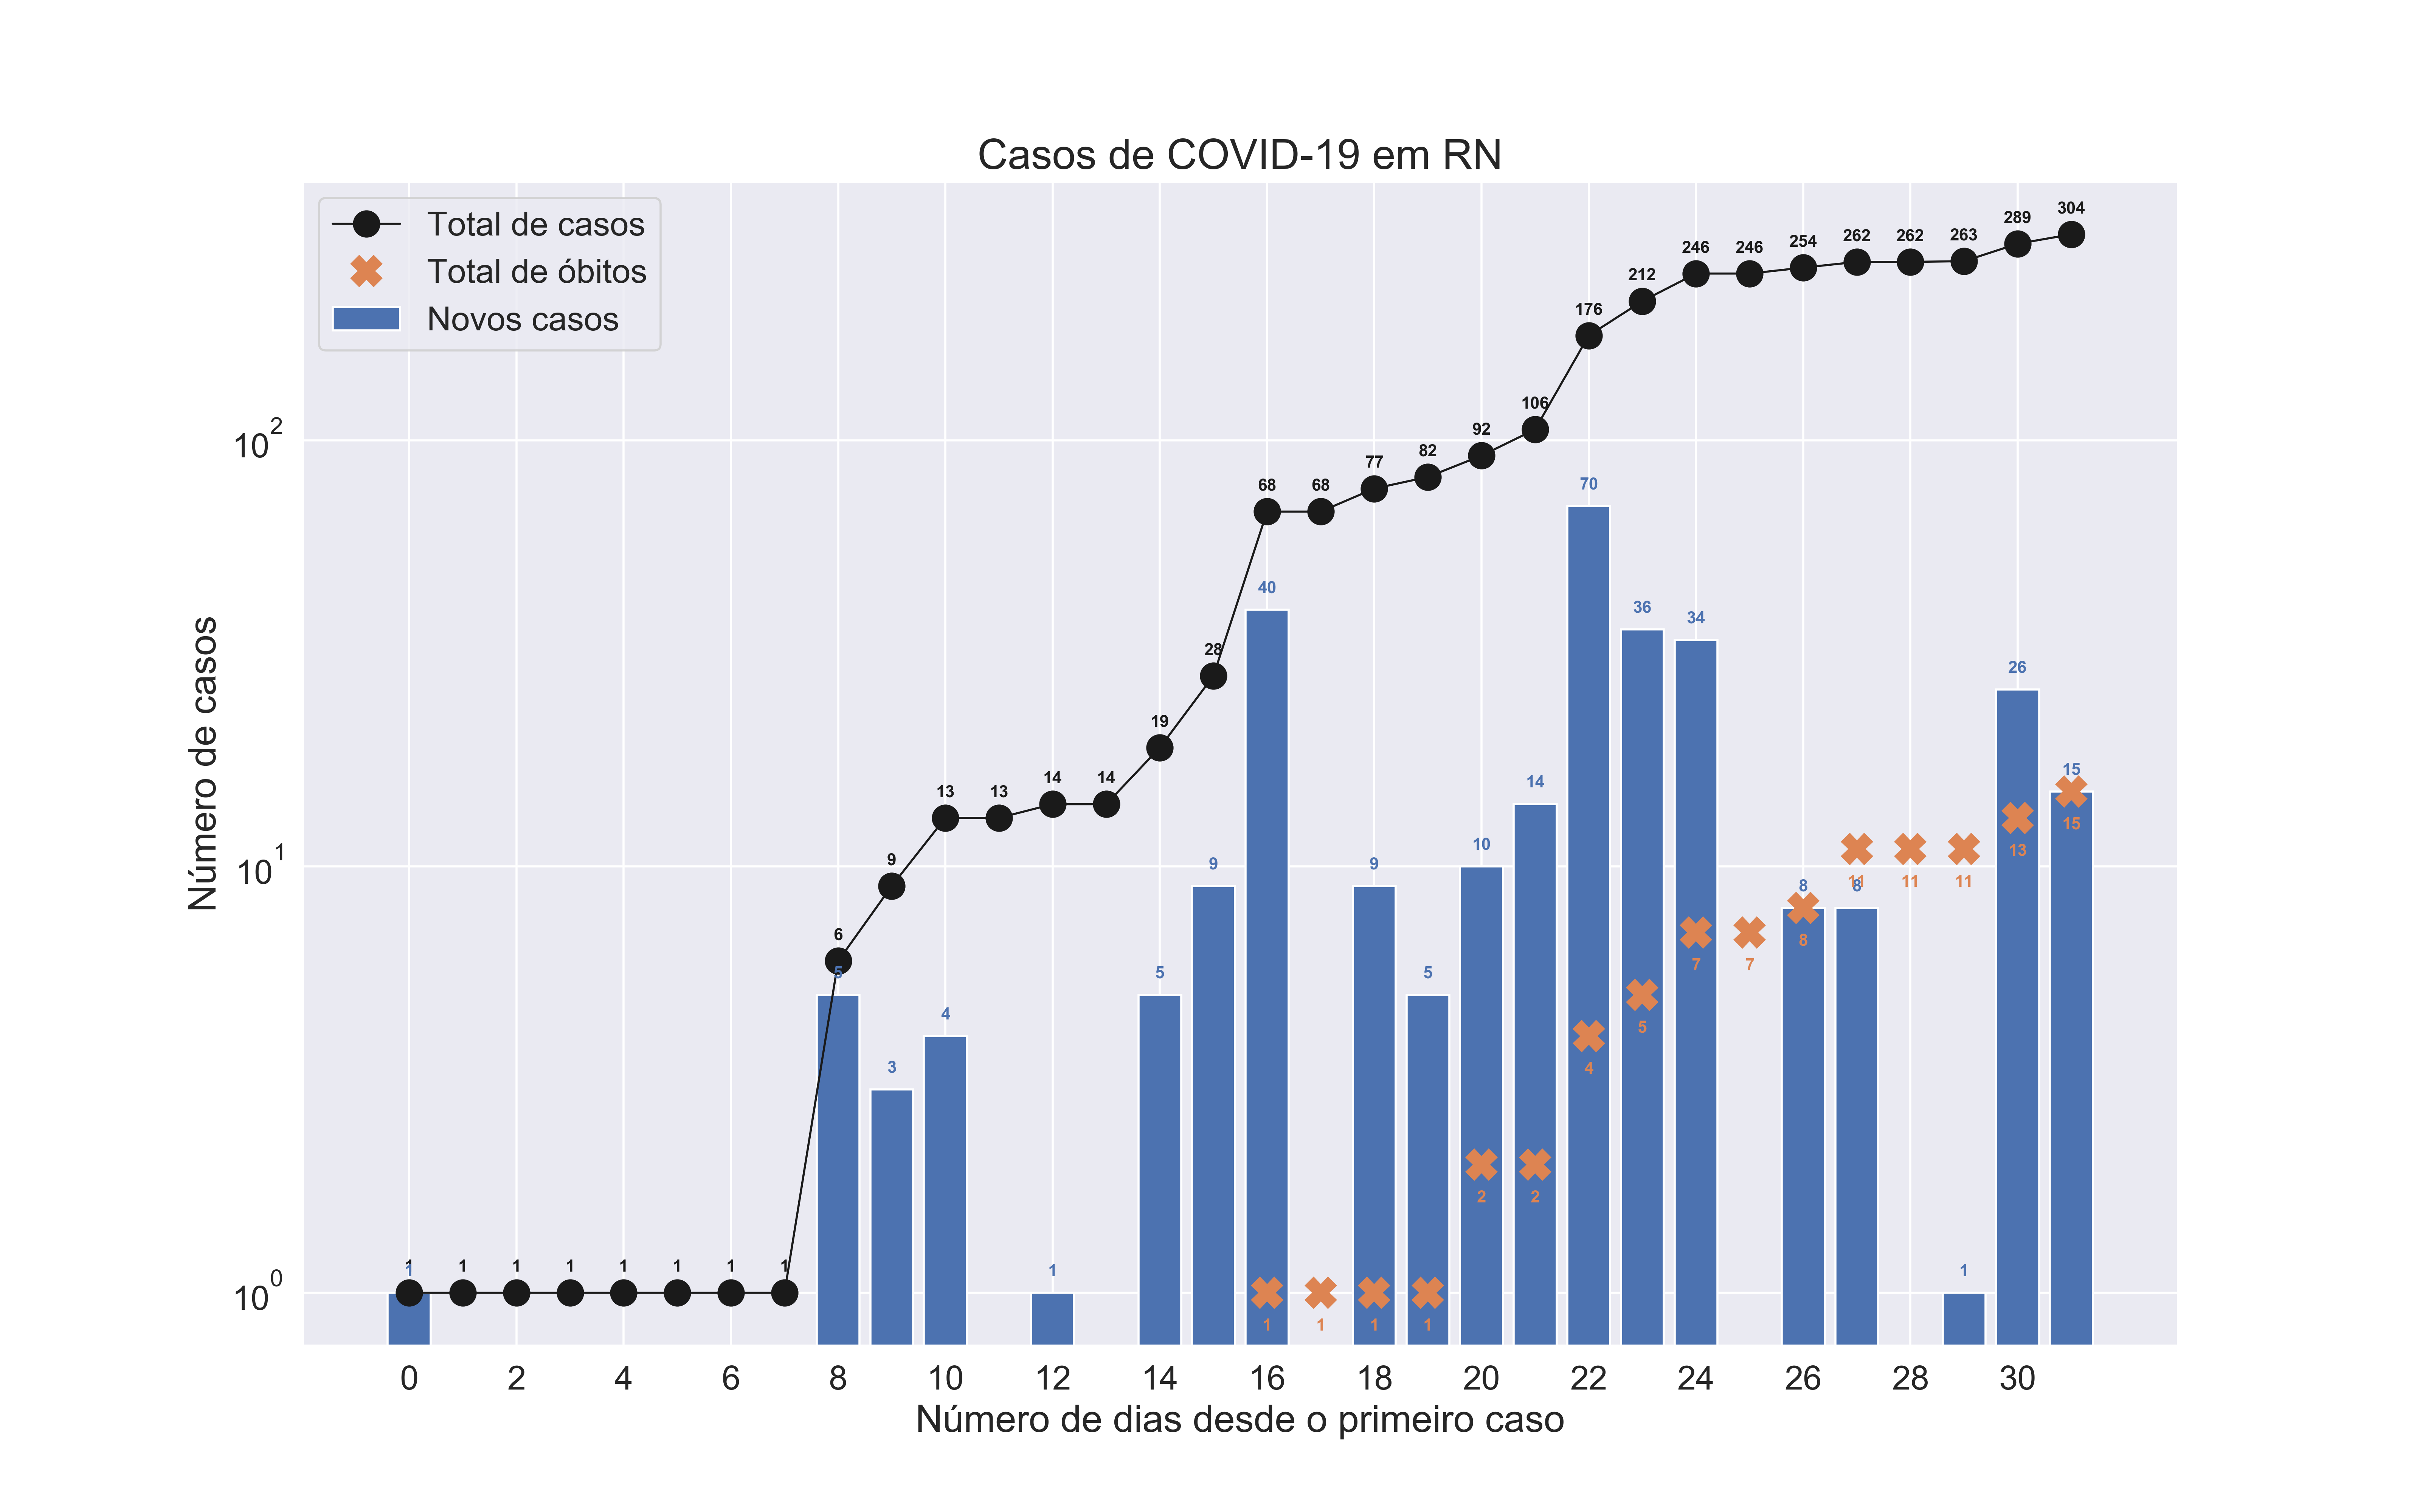 Casos de COVID-19 em RN
Total de casos
Total de óbitos
Novos casos
Número de casos
10^2
10^1
10^0
1 1 1 1 1 1 1 1 6 9 13 13 14 14 19 28 68 68 77 82 92 106 176 212 246 246 254 262 262 263 289 304
1 5 3 4 1 5 9 40 9 5 10 14 70 36 34 8 8 1 26 15
1 1 1 1 2 2 4 5 7 7 8 11 11 11 13 15
0 2 4 6 8 10 12 14 16 18 20 22 24 26 28 30
Número de dias desde o primeiro caso